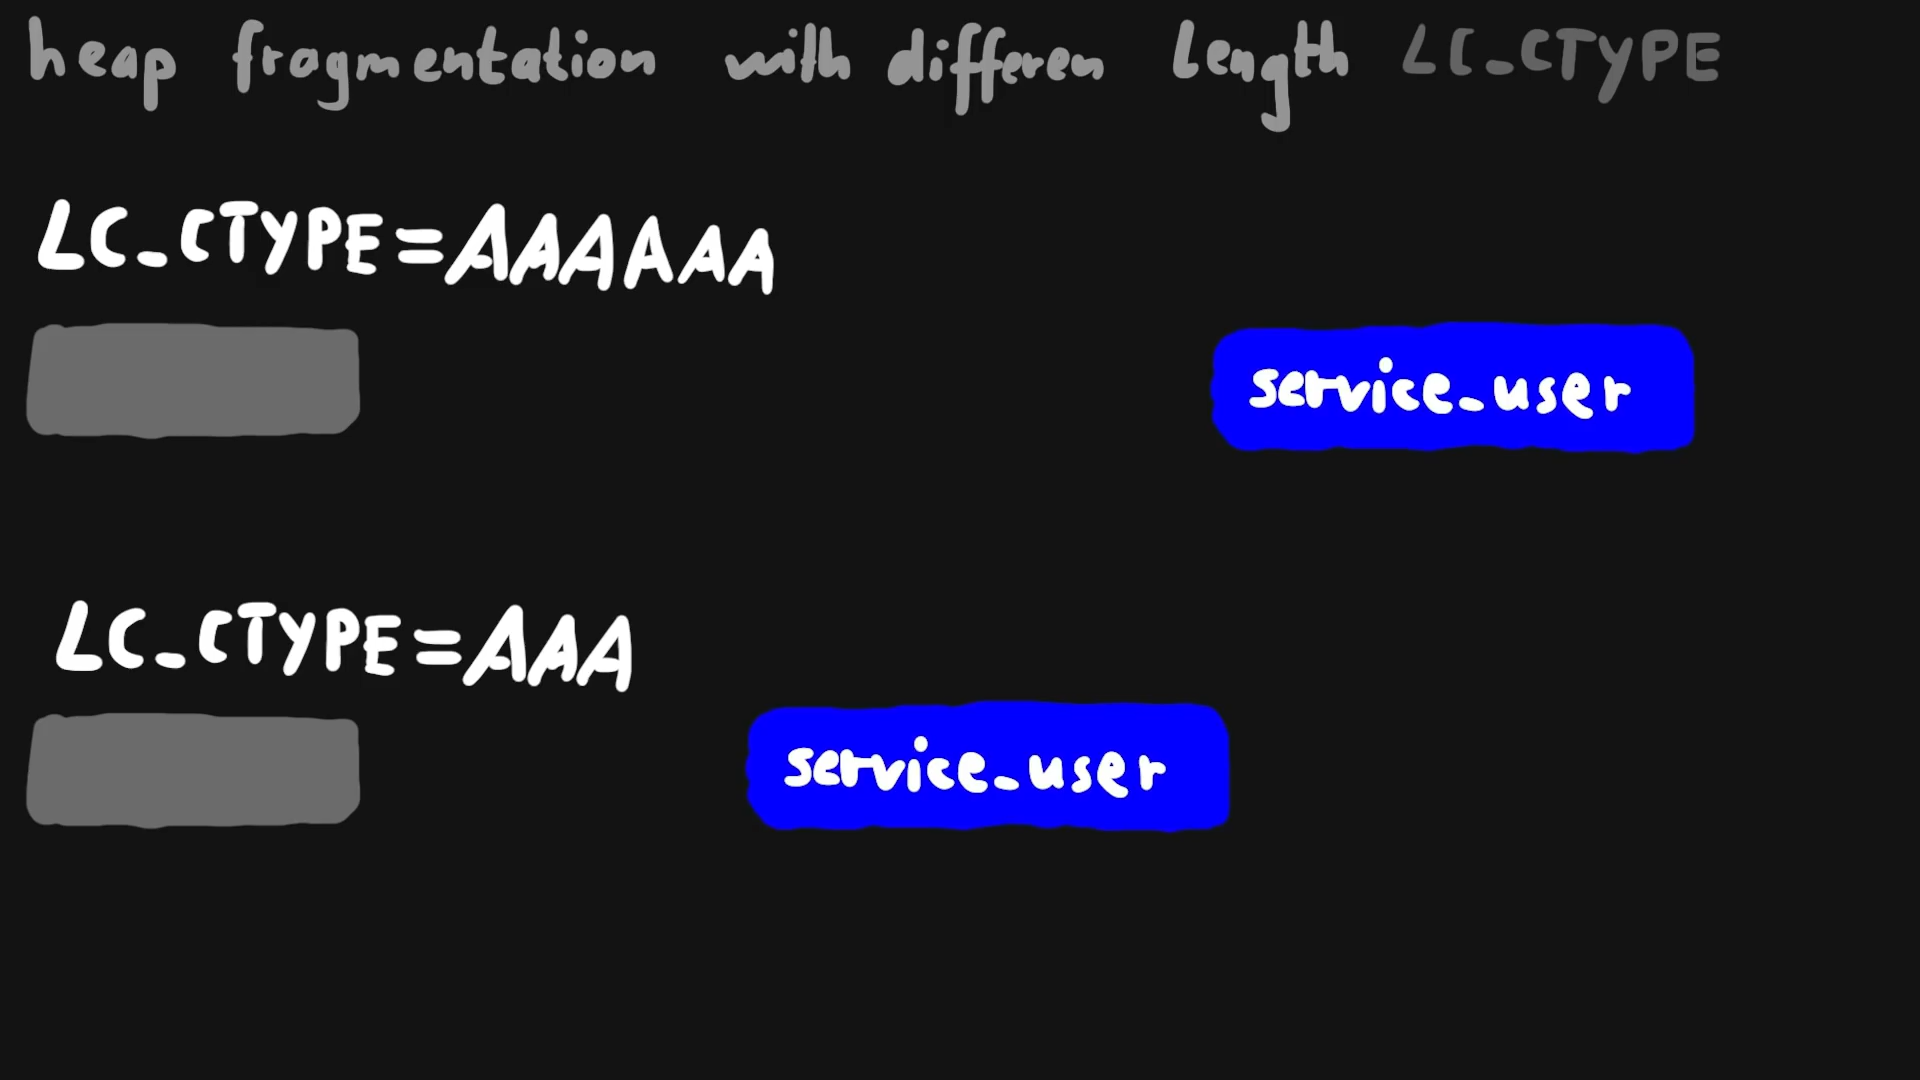 heap fragmentation with differen Length LC_CTYPE
LC_CTYPE=AAAAAA
service_user
LC_CTYPE=AAA
service_user